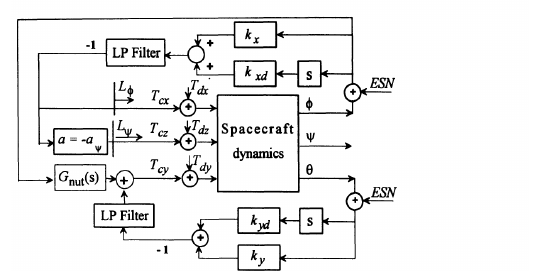 k_x
-1
LP Filter
+
+
k_xd
s
ESN
L_ϕ
T_cx
T_dx
+
ϕ
+
Spacecraft
dynamics
a = -a_ψ
L_ψ
T_cz
T_dz
+
ψ
G_nut(s)
+
T_cy
T_dy
+
θ
ESN
+
LP Filter
k_yd
s
-1
+
k_y